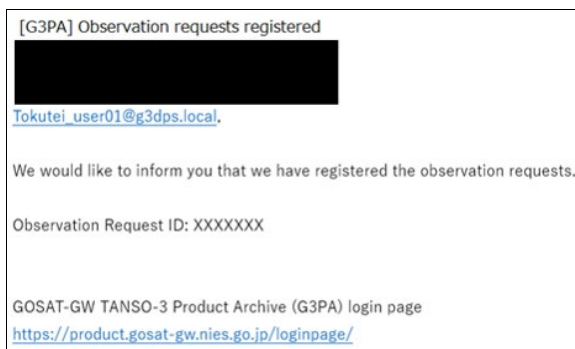 [G3PA] Observation requests registered
Tokutei_user01@g3dps.local,
We would like to inform you that we have registered the observation requests.
Observation Request ID: XXXXXXX
GOSAT-GW TANSO-3 Product Archive (G3PA) login page
https://product.gosat-gw.nies.go.jp/loginpage/